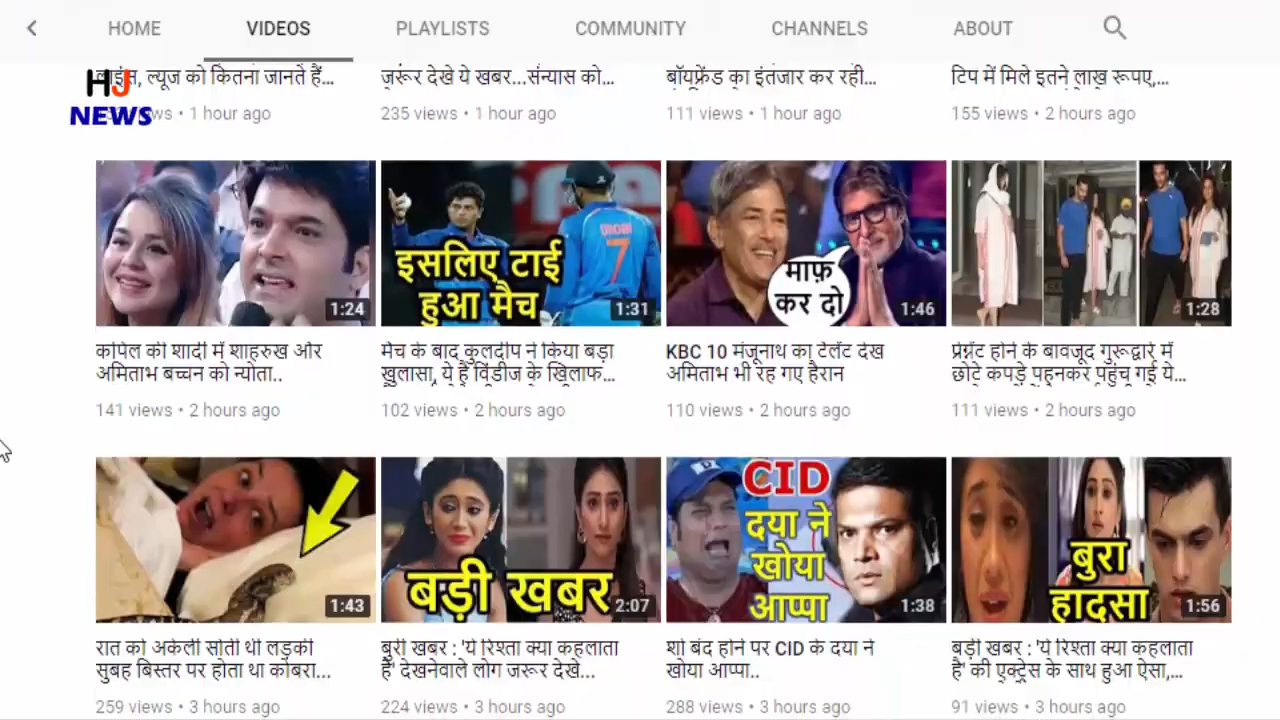 HOME VIDEOS PLAYLISTS COMMUNITY CHANNELS ABOUT
HJ
NEWS
ल्यूज को कितना जानते हैं...
जरूर देखे ये खबर...सन्यास को...
बॉयफ्रेंड का इंतजार कर रही...
टिप में मिले इतने लाख रूपए,...
1 hour ago
235 views • 1 hour ago
111 views • 1 hour ago
155 views • 2 hours ago
1:24
इसलिए टाई
हुआ मैच
DHONI
7
1:31
माफ़
कर दो
1:46
1:28
कपिल की शादी में शाहरुख और
अमिताभ बच्चन को न्योता..
141 views • 2 hours ago
मैच के बाद कुलदीप ने किया बड़ा
खुलासा, ये है विंडीज के खिलाफ...
102 views • 2 hours ago
KBC 10 मंजूनाथ का टैलेंट देख
अमिताभ भी रह गए हैरान
110 views • 2 hours ago
प्रेग्नेंट होने के बावजूद गुरूद्वारे में
छोटे कपड़े पहनकर पहुंच गई ये...
111 views • 2 hours ago
1:43
बड़ी खबर
2:07
CID
दया ने
खोया
आप्पा
1:38
बुरा
हादसा
1:56
रात को अकेली सोती थी लड़की
सुबह बिस्तर पर होता था कोबरा...
259 views • 3 hours ago
बुरी खबर : 'ये रिश्ता क्या कहलाता
है' देखनेवाले लोग जरूर देखे...
224 views • 3 hours ago
शो बंद होने पर CID के दया ने
खोया आप्पा..
288 views • 3 hours ago
बड़ी खबर : 'ये रिश्ता क्या कहलाता
है' की एक्ट्रेस के साथ हुआ ऐसा,...
91 views • 3 hours ago